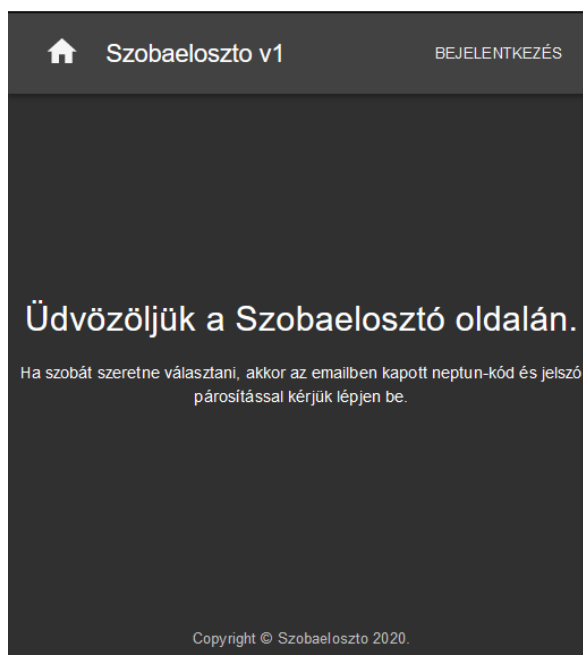 Szobaeloszto v1
BEJELENTKEZÉS
Üdvözöljük a Szobaelosztó oldalán.
Ha szobát szeretne választani, akkor az emailben kapott neptun-kód és jelszó
párosítással kérjük lépjen be.
Copyright © Szobaeloszto 2020.